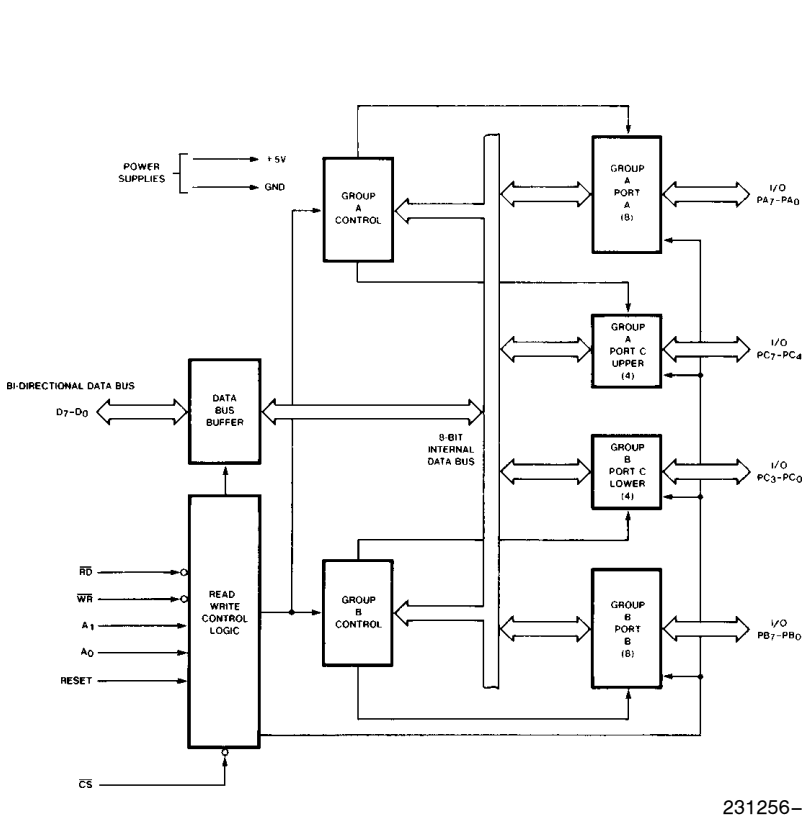 POWER
SUPPLIES
+5V
GND
GROUP
A
CONTROL
GROUP
A
PORT
A
(8)
I/O
PA7-PA0
GROUP
A
PORT C
UPPER
(4)
I/O
PC7-PC4
BI-DIRECTIONAL DATA BUS
D7-D0
DATA
BUS
BUFFER
8-BIT
INTERNAL
DATA BUS
GROUP
B
PORT C
LOWER
(4)
I/O
PC3-PC0
RD
WR
A1
A0
RESET
CS
READ
WRITE
CONTROL
LOGIC
GROUP
B
CONTROL
GROUP
B
PORT
B
(8)
I/O
PB7-PB0
231256-